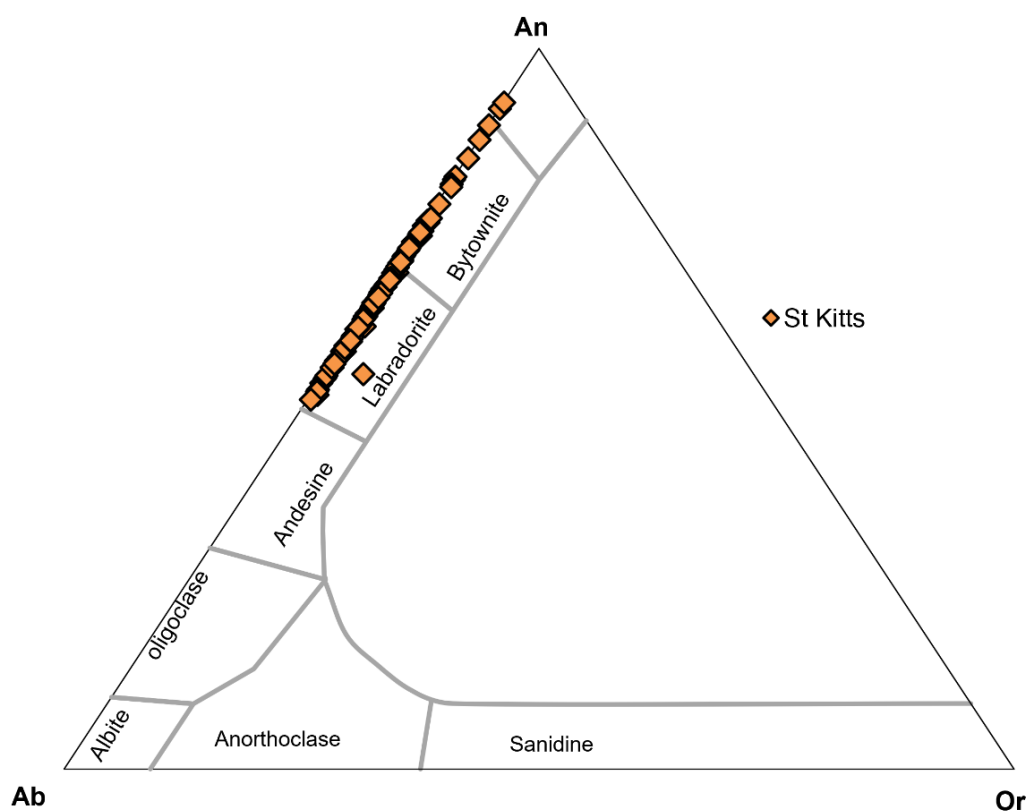 An
Bytownite
St Kitts
Labradorite
Andesine
oligoclase
Albite
Anorthoclase
Sanidine
Ab
Or